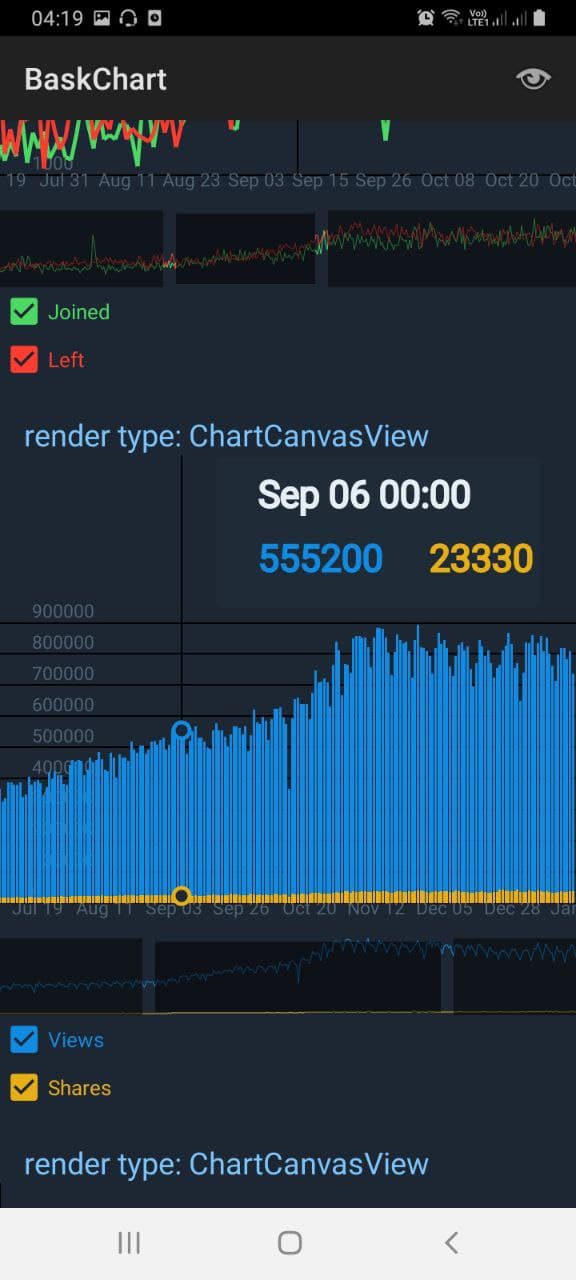 04:19 Vo) LTE1
BaskChart
1000
19 Jul 31 Aug 11 Aug 23 Sep 03 Sep 15 Sep 26 Oct 08 Oct 20 Oct
Joined
Left
render type: ChartCanvasView
Sep 06 00:00
555200 23330
900000
800000
700000
600000
500000
400000
Jul 19 Aug 11 Sep 03 Sep 26 Oct 20 Nov 12 Dec 05 Dec 28 Jan
Views
Shares
render type: ChartCanvasView